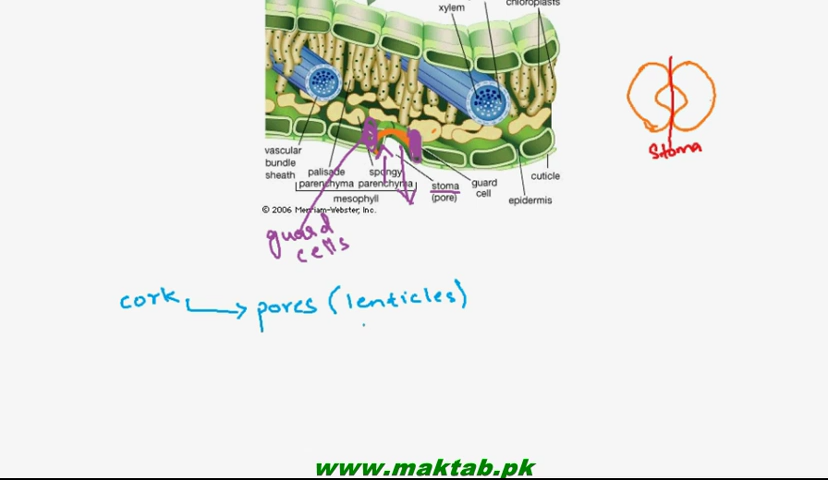 xylem
chloroplasts
vascular
bundle
sheath
palisade
parenchyma
spongy
parenchyma
mesophyll
stoma
(pore)
guard
cell
cuticle
epidermis
© 2006 Merriam-Webster, Inc.
Stoma
guard
cells
cork
pores (lenticles)
www.maktab.pk